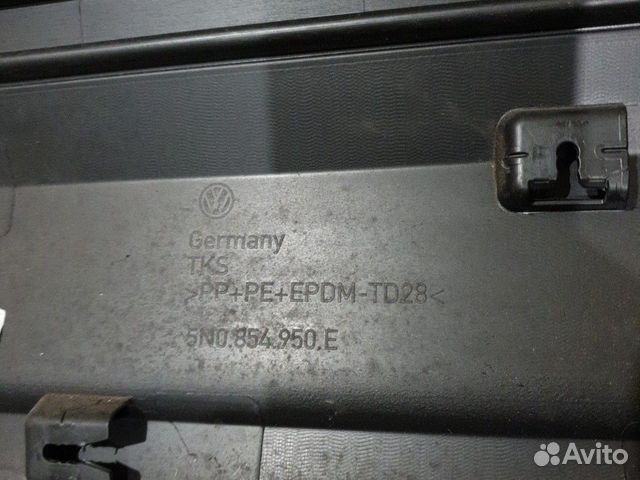 Germany
TKS
>PP+PE+EPDM-TD28<
5N0.854.950.E
Avito